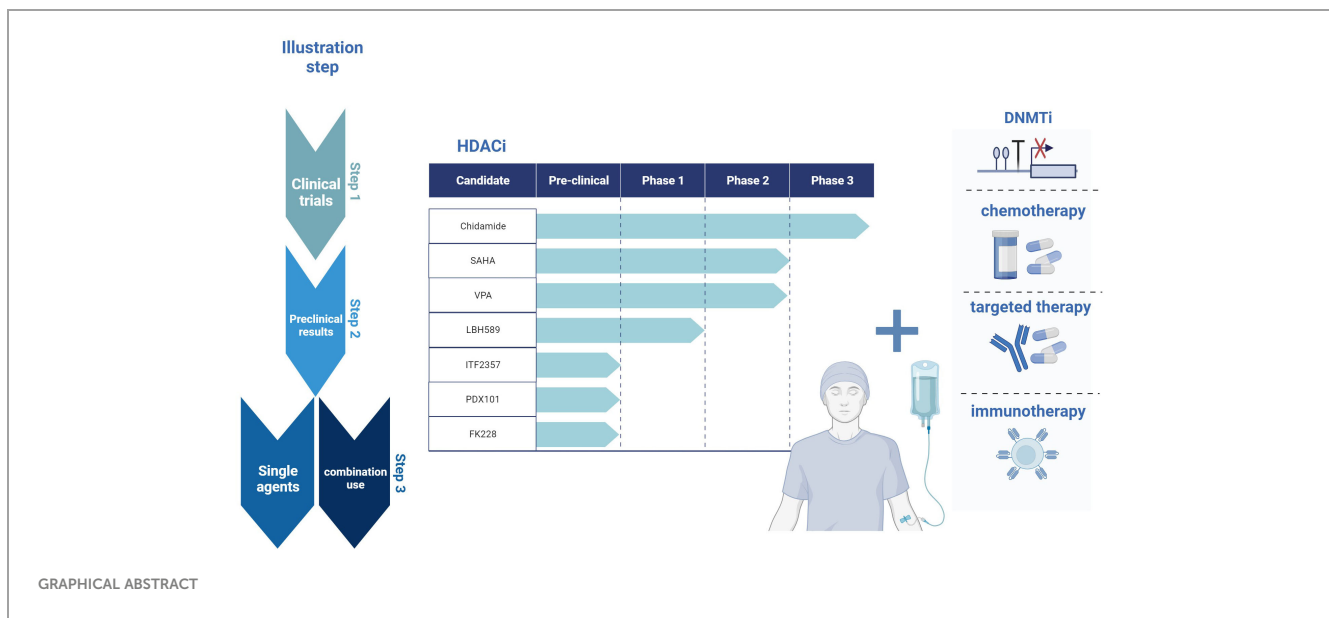 Illustration
step
Clinical
trials
Step 1
Preclinical
results
Step 2
Single
agents
combination
use
Step 3
HDACi
Candidate Pre-clinical Phase 1 Phase 2 Phase 3
Chidamide
SAHA
VPA
LBH589
ITF2357
PDX101
FK228
DNMTi
chemotherapy
targeted therapy
immunotherapy
GRAPHICAL ABSTRACT